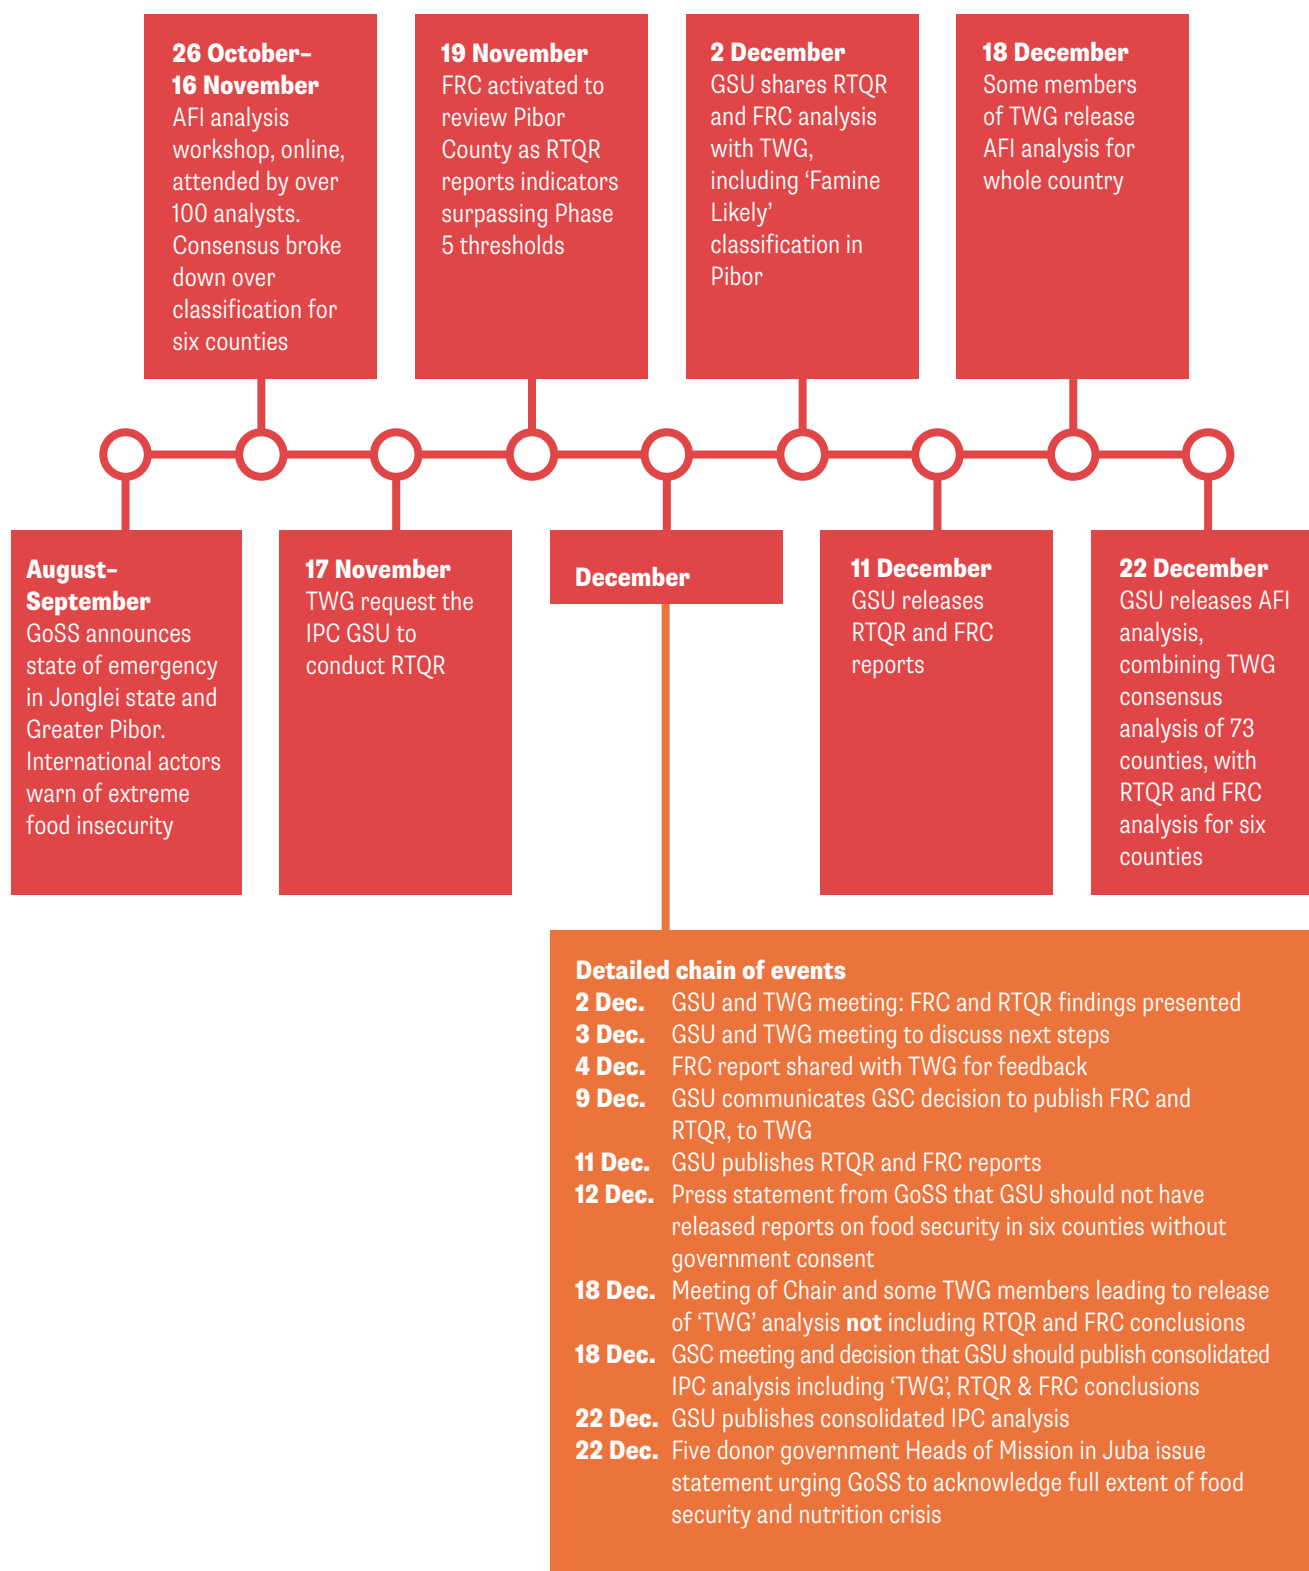 26 October–
16 November
AFI analysis
workshop, online,
attended by over
100 analysts.
Consensus broke
down over
classification for
six counties
19 November
FRC activated to
review Pibor
County as RTQR
reports indicators
surpassing Phase
5 thresholds
2 December
GSU shares RTQR
and FRC analysis
with TWG,
including ‘Famine
Likely’
classification in
Pibor
18 December
Some members
of TWG release
AFI analysis for
whole country
August–
September
GoSS announces
state of emergency
in Jonglei state and
Greater Pibor.
International actors
warn of extreme
food insecurity
17 November
TWG request the
IPC GSU to
conduct RTQR
December
11 December
GSU releases
RTQR and FRC
reports
22 December
GSU releases AFI
analysis,
combining TWG
consensus
analysis of 73
counties, with
RTQR and FRC
analysis for six
counties
Detailed chain of events
2 Dec. GSU and TWG meeting: FRC and RTQR findings presented
3 Dec. GSU and TWG meeting to discuss next steps
4 Dec. FRC report shared with TWG for feedback
9 Dec. GSU communicates GSC decision to publish FRC and
RTQR, to TWG
11 Dec. GSU publishes RTQR and FRC reports
12 Dec. Press statement from GoSS that GSU should not have
released reports on food security in six counties without
government consent
18 Dec. Meeting of Chair and some TWG members leading to release
of ‘TWG’ analysis not including RTQR and FRC conclusions
18 Dec. GSC meeting and decision that GSU should publish consolidated
IPC analysis including ‘TWG’, RTQR & FRC conclusions
22 Dec. GSU publishes consolidated IPC analysis
22 Dec. Five donor government Heads of Mission in Juba issue
statement urging GoSS to acknowledge full extent of food
security and nutrition crisis